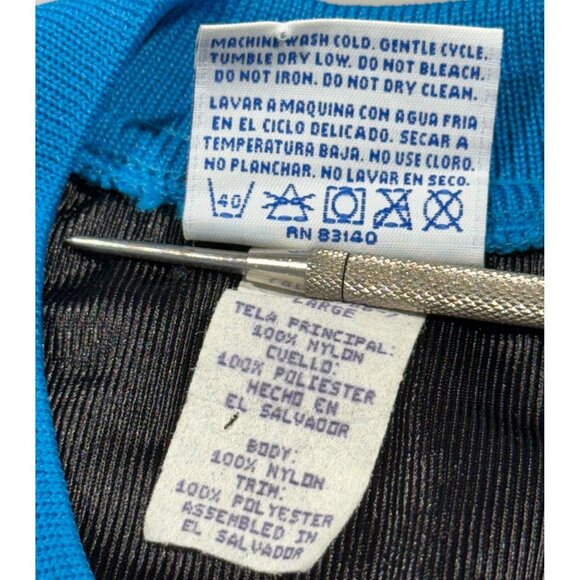 MACHINE WASH COLD. GENTLE CYCLE.
TUMBLE DRY LOW. DO NOT BLEACH.
DO NOT IRON. DO NOT DRY CLEAN.
LAVAR A MAQUINA CON AGUA FRIA
EN EL CICLO DELICADO. SECAR A
TEMPERATURA BAJA. NO USE CLORO.
NO PLANCHAR. NO LAVAR EN SECO.
40
RN 83140
LARGE
TELA PRINCIPAL:
100% NYLON
CUELLO:
100% POLIESTER
HECHO EN
EL SALVADOR
BODY:
100% NYLON
TRIM:
100% POLYESTER
ASSEMBLED IN
EL SALVADOR